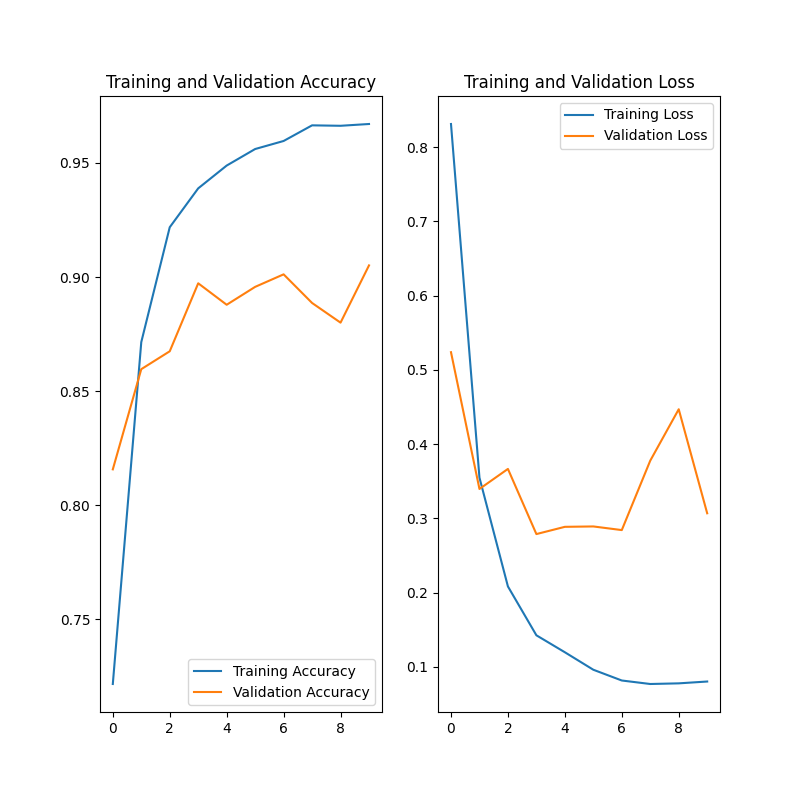 Training and Validation Accuracy
0.95
0.90
0.85
0.80
0.75
Training Accuracy
Validation Accuracy
0 2 4 6 8
Training and Validation Loss
Training Loss
Validation Loss
0.8
0.7
0.6
0.5
0.4
0.3
0.2
0.1
0 2 4 6 8